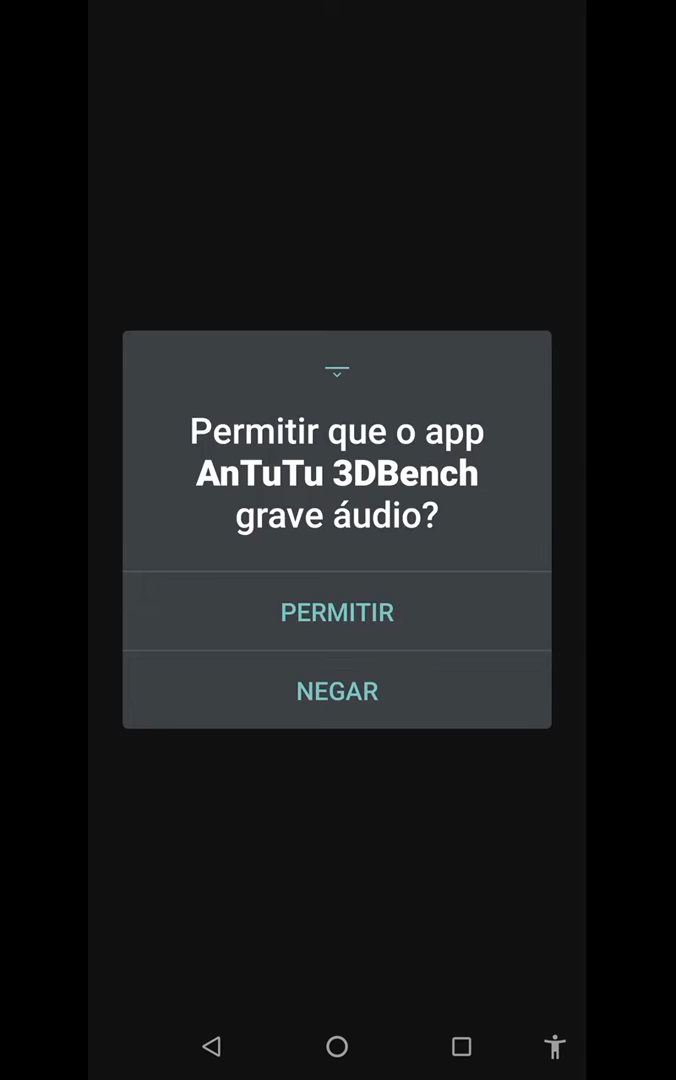 Permitir que o app
AnTuTu 3DBench
grave áudio?
PERMITIR
NEGAR